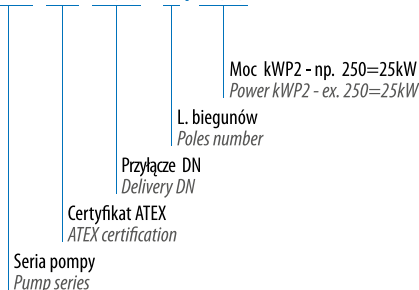 Moc kWP2 - np. 250=25kW
Power kWP2 - ex. 250=25kW
L. biegunów
Poles number
Przyłącze DN
Delivery DN
Certyfikat ATEX
ATEX certification
Seria pompy
Pump series